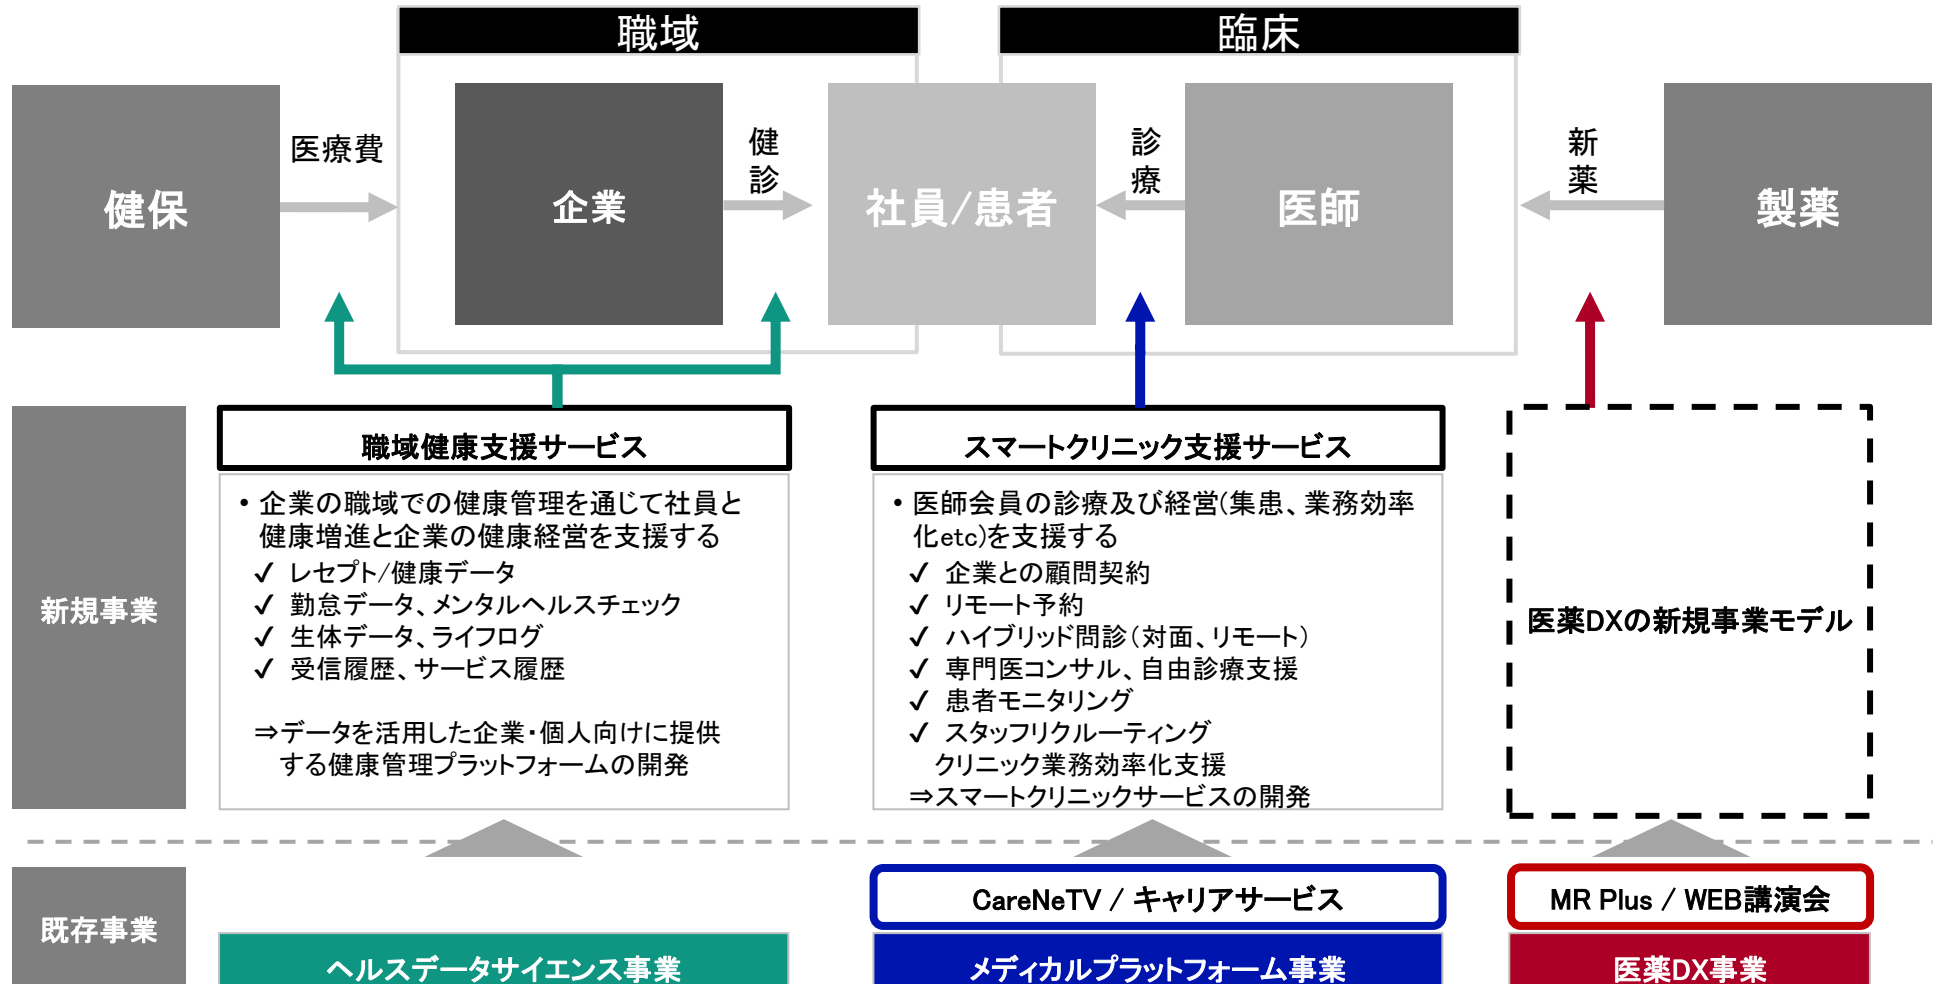 職域
臨床
健保
医療費
企業
健診
社員/患者
診療
医師
新薬
製薬
新規事業
職域健康支援サービス
・企業の職域での健康管理を通じて社員と
健康増進と企業の健康経営を支援する
✓ レセプト/健康データ
✓ 勤怠データ、メンタルヘルスチェック
✓ 生体データ、ライフログ
✓ 受信履歴、サービス履歴
⇒データを活用した企業・個人向けに提供
する健康管理プラットフォームの開発
スマートクリニック支援サービス
・医師会員の診療及び経営(集患、業務効率
化etc)を支援する
✓ 企業との顧問契約
✓ リモート予約
✓ ハイブリッド問診(対面、リモート)
✓ 専門医コンサル、自由診療支援
✓ 患者モニタリング
✓ スタッフリクルーティング
クリニック業務効率化支援
⇒スマートクリニックサービスの開発
医薬DXの新規事業モデル
既存事業
ヘルスデータサイエンス事業
CareNeTV / キャリアサービス
メディカルプラットフォーム事業
MR Plus / WEB講演会
医薬DX事業